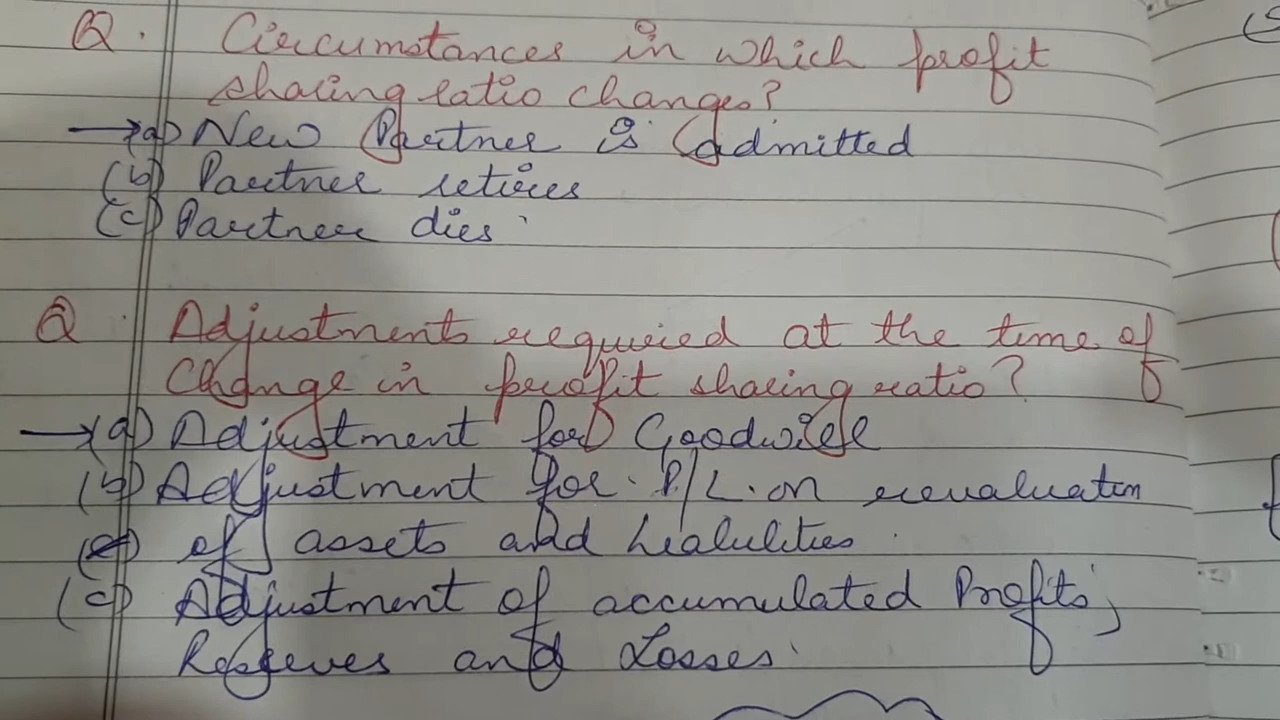 Q. Circumstances in which profit
sharing ratio changes?
→(a) New Partner is admitted
(b) Partner retires
(c) Partner dies.
Q. Adjustments required at the time of
Change in profit sharing ratio?
→(a) Adjustment for Goodwill
(b) Adjustment for P/L on revaluation
(c) of assets and liabilities.
(c) Adjustment of accumulated Profits,
Reserves and Losses.